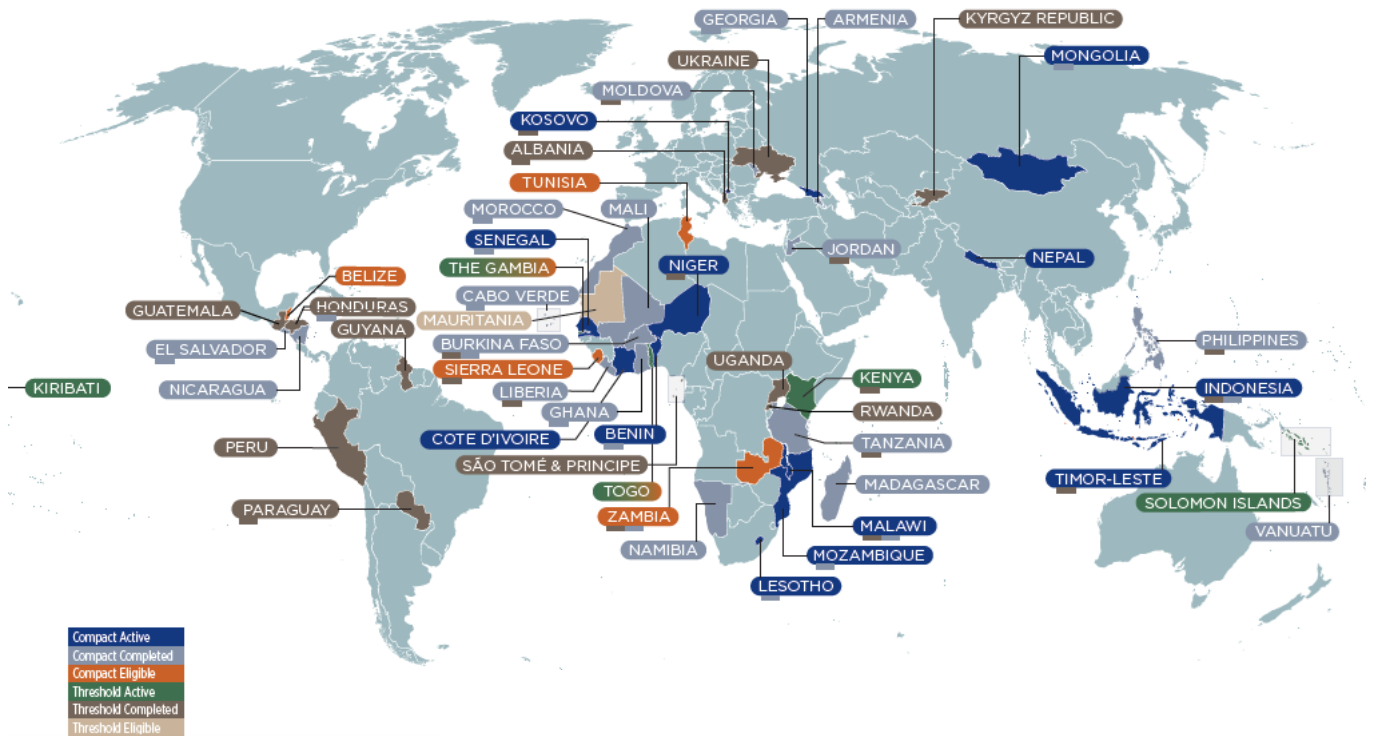 GEORGIA
ARMENIA
KYRGYZ REPUBLIC
UKRAINE
MONGOLIA
MOLDOVA
KOSOVO
ALBANIA
TUNISIA
MOROCCO
MALI
SENEGAL
JORDAN
NEPAL
THE GAMBIA
NIGER
BELIZE
CABO VERDE
GUATEMALA
HONDURAS
MAURITANIA
GUYANA
EL SALVADOR
BURKINA FASO
PHILIPPINES
UGANDA
SIERRA LEONE
KENYA
KIRIBATI
NICARAGUA
LIBERIA
INDONESIA
GHANA
RWANDA
COTE D'IVOIRE
BENIN
TANZANIA
PERU
SÃO TOMÉ & PRINCIPE
TIMOR-LESTE
MADAGASCAR
TOGO
SOLOMON ISLANDS
PARAGUAY
ZAMBIA
MALAWI
VANUATU
NAMIBIA
MOZAMBIQUE
LESOTHO
Compact Active
Compact Completed
Compact Eligible
Threshold Active
Threshold Completed
Threshold Eligible